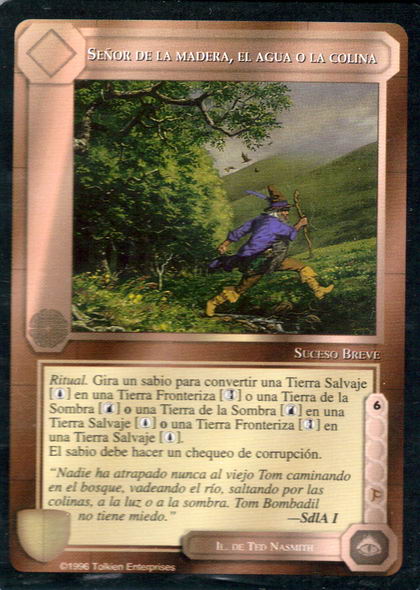 Señor de la madera, el agua o la colina
Suceso Breve
Ritual. Gira un sabio para convertir una Tierra Salvaje
[] en una Tierra Fronteriza [] o una Tierra de la
Sombra [] o una Tierra de la Sombra [] en una
Tierra Salvaje [] o una Tierra Fronteriza [] en
una Tierra Salvaje [].
El sabio debe hacer un chequeo de corrupción.
6
“Nadie ha atrapado nunca al viejo Tom caminando
en el bosque, vadeando el río, saltando por las
colinas, a la luz o a la sombra. Tom Bombadil
no tiene miedo.” —SdlA I
Il. de Ted Nasmith
©1996 Tolkien Enterprises